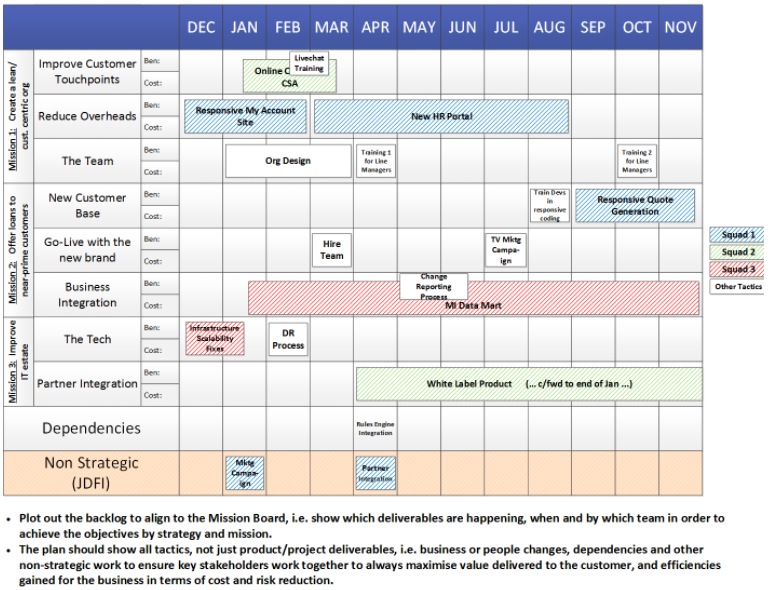 DEC JAN FEB MAR APR MAY JUN JUL AUG SEP OCT NOV
Mission 1: Create a lean/
cust. centric org
Improve Customer
Touchpoints
Ben:
Cost:
Online
CSA
Livechat
Training
Reduce Overheads
Ben:
Cost:
Responsive My Account
Site
New HR Portal
The Team
Ben:
Cost:
Org Design
Training 1
for Line
Managers
Training 2
for Line
Managers
Mission 2: Offer loans to
near-prime customers
New Customer
Base
Ben:
Cost:
Train Devs
in
responsive
coding
Responsive Quote
Generation
Go-Live with the
new brand
Ben:
Cost:
Hire
Team
TV Mktg
Campa-
ign
Business
Integration
Ben:
Cost:
Change
Reporting
Process
MI Data Mart
Mission 3: Improve
IT estate
The Tech
Ben:
Cost:
Infrastructure
Scalability
Fixes
DR
Process
Partner Integration
Ben:
Cost:
White Label Product (... c/fwd to end of Jan ...)
Dependencies
Rules Engine
Integration
Non Strategic
(JDFI)
Mktg
Campa-
ign
Partner
Integration
Squad 1
Squad 2
Squad 3
Other Tactics
• Plot out the backlog to align to the Mission Board, i.e. show which deliverables are happening, when and by which team in order to
achieve the objectives by strategy and mission.
• The plan should show all tactics, not just product/project deliverables, i.e. business or people changes, dependencies and other
non-strategic work to ensure key stakeholders work together to always maximise value delivered to the customer, and efficiencies
gained for the business in terms of cost and risk reduction.